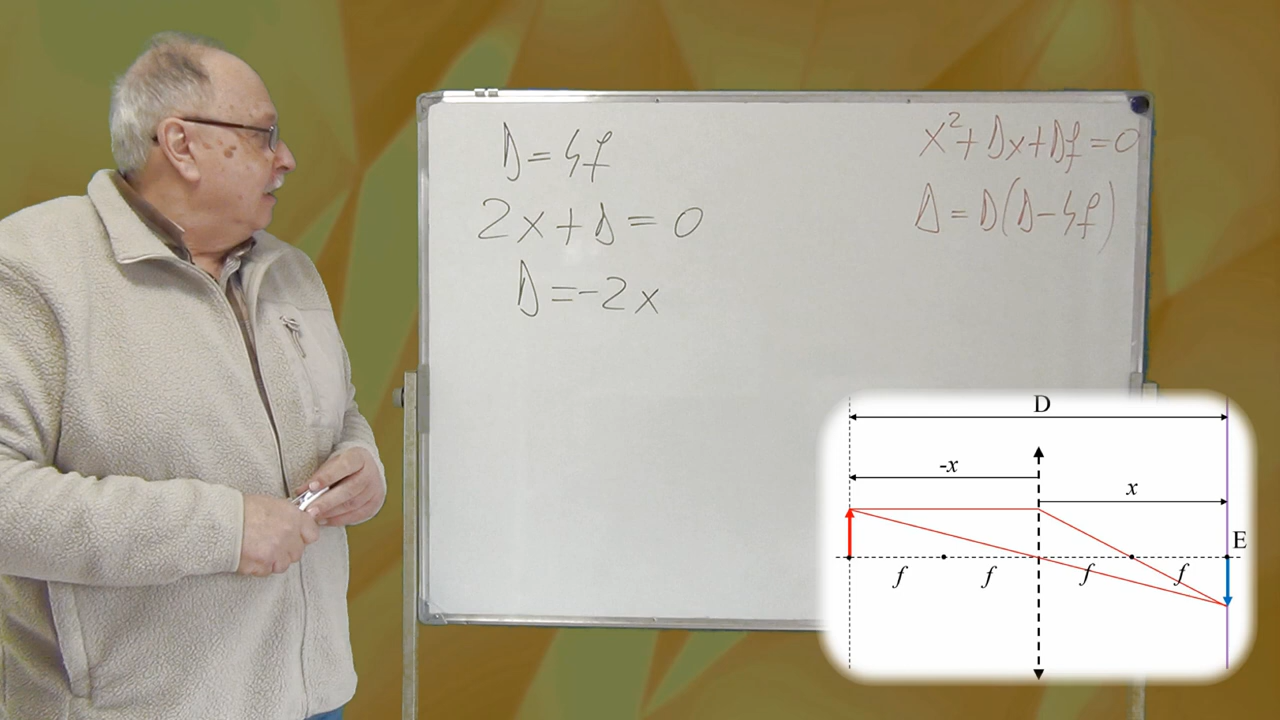 D = 4f
2x + D = 0
D = -2x
x² + Dx + Df = 0
Δ = D(D - 4f)
D
-x
x
E
f f f f